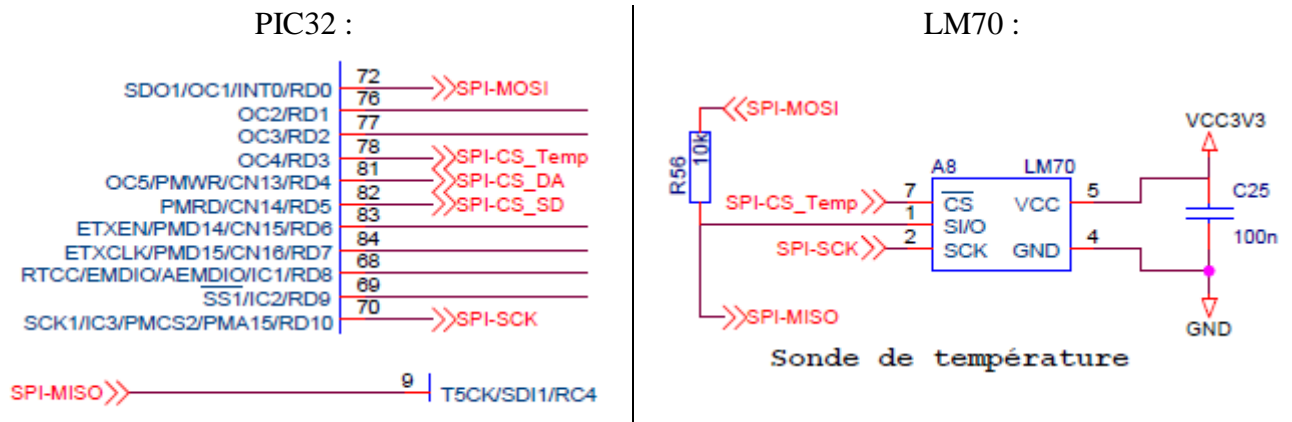 PIC32 :
72
SDO1/OC1/INT0/RD0
SPI-MOSI
76
OC2/RD1
77
OC3/RD2
78
OC4/RD3
SPI-CS_Temp
81
OC5/PMWR/CN13/RD4
SPI-CS_DA
82
PMRD/CN14/RD5
SPI-CS_SD
83
ETXEN/PMD14/CN15/RD6
84
ETXCLK/PMD15/CN16/RD7
68
RTCC/EMDIO/AEMDIO/IC1/RD8
69
SS1/IC2/RD9
70
SCK1/IC3/PMCS2/PMA15/RD10
SPI-SCK
SPI-MISO
9
T5CK/SDI1/RC4
LM70 :
SPI-MOSI
VCC3V3
R56
10k
A8
LM70
SPI-CS_Temp
7
CS
VCC
5
C25
1
SI/O
100n
SPI-SCK
2
SCK
GND
4
SPI-MISO
GND
Sonde de température